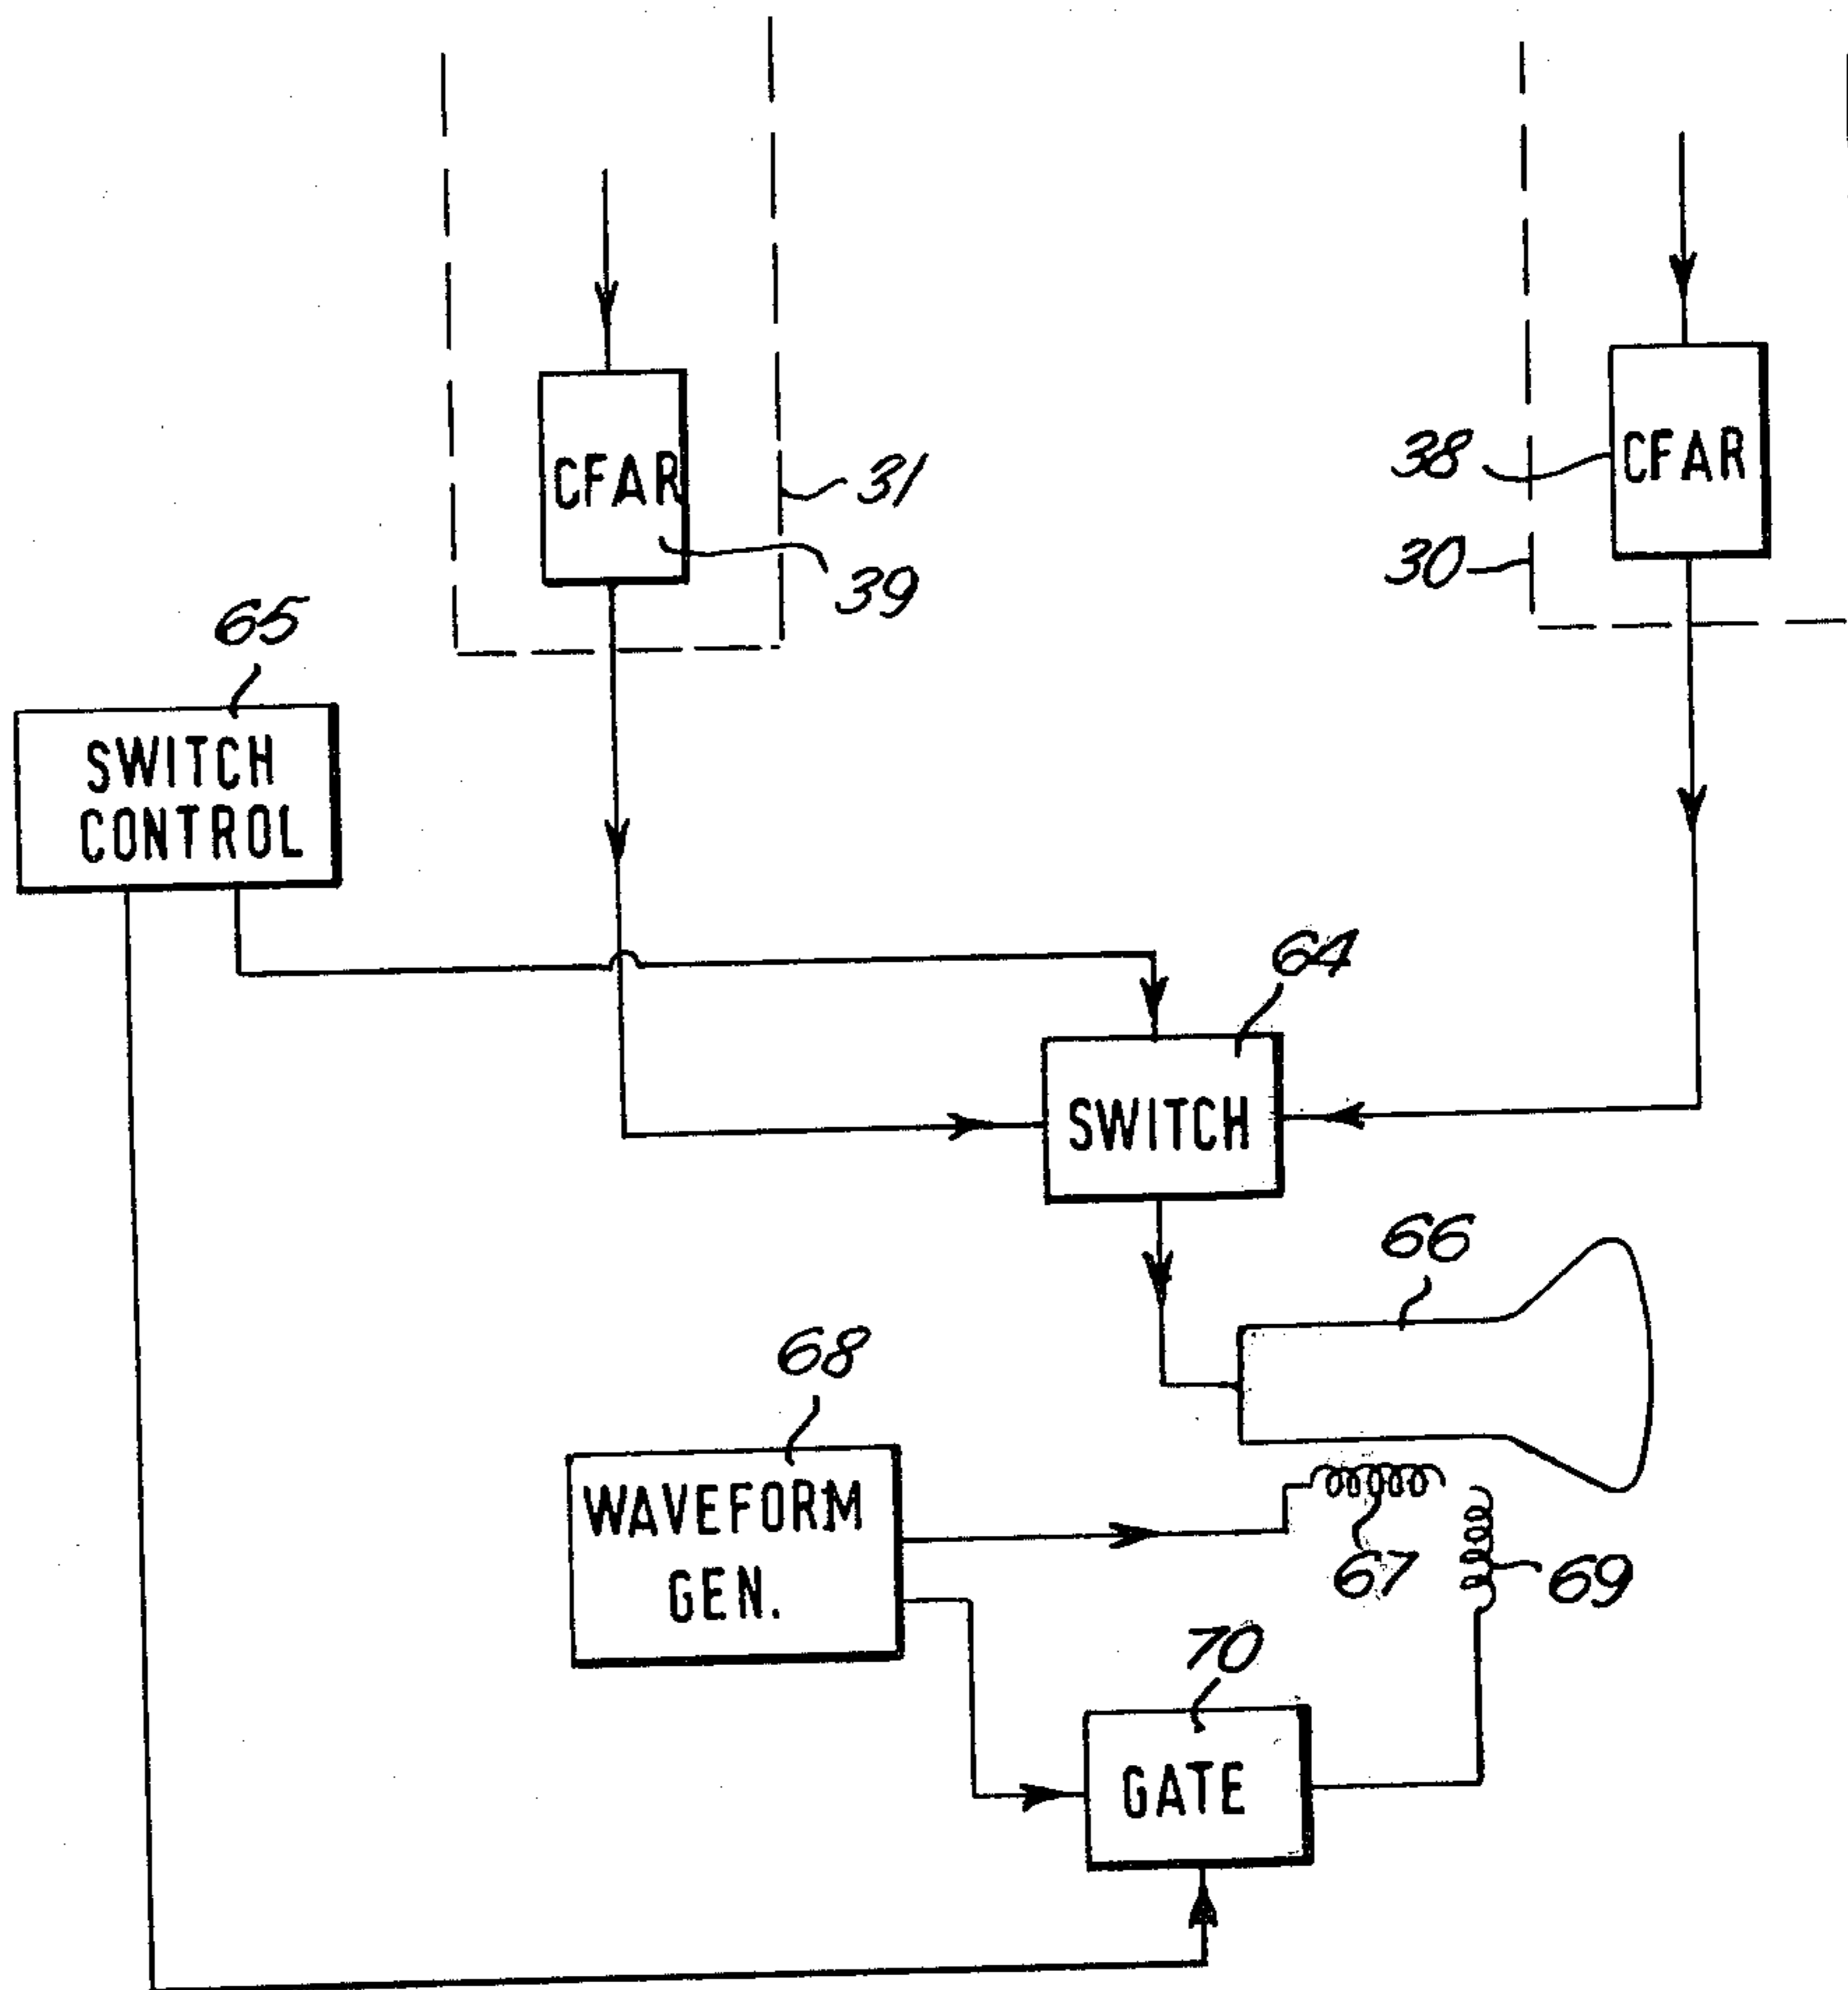 CFAR
31
39
38
CFAR
30
65
SWITCH
CONTROL
64
SWITCH
66
68
WAVEFORM
GEN.
67
69
70
GATE